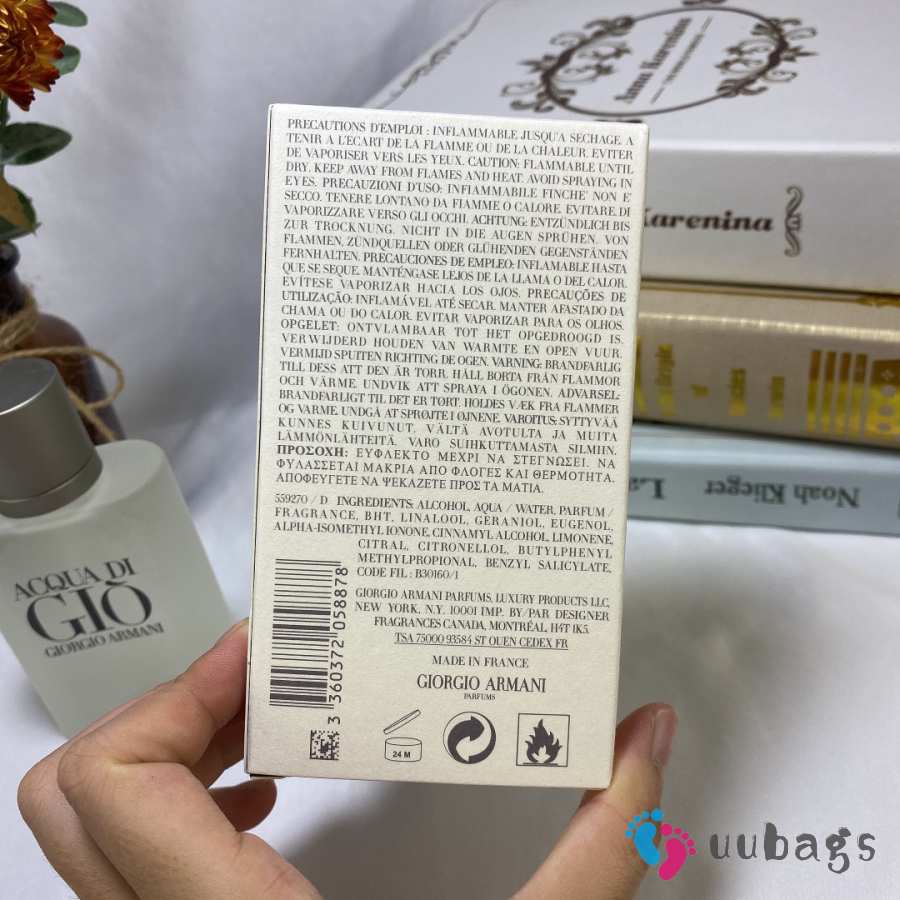 Anna Karenina
Karenina
Noah Kli
PRECAUTIONS D'EMPLOI : INFLAMMABLE JUSQU'A SECHAGE. A
TENIR A L'ECART DE LA FLAMME OU DE LA CHALEUR. EVITER
DE VAPORISER VERS LES YEUX. CAUTION: FLAMMABLE UNTIL
DRY. KEEP AWAY FROM FLAMES AND HEAT. AVOID SPRAYING IN
EYES. PRECAUZIONI D'USO: INFIAMMABILE FINCHE' NON E'
SECCO. TENERE LONTANO DA FIAMME O CALORE. EVITARE DI
VAPORIZZARE VERSO GLI OCCHI. ACHTUNG: ENTZÜNDLICH BIS
ZUR TROCKNUNG. NICHT IN DIE AUGEN SPRÜHEN. VON
FLAMMEN, ZÜNDQUELLEN ODER GLÜHENDEN GEGENSTÄNDEN
FERNHALTEN. PRECAUCIONES DE EMPLEO: INFLAMABLE HASTA
QUE SE SEQUE. MANTÉNGASE LEJOS DE LA LLAMA O DEL CALOR.
EVÍTESE VAPORIZAR HACIA LOS OJOS. PRECAUÇÕES DE
UTILIZAÇÃO: INFLAMÁVEL ATÉ SECAR. MANTER AFASTADO DA
CHAMA OU DO CALOR. EVITAR VAPORIZAR PARA OS OLHOS.
OPGELET: ONTVLAMBAAR TOT HET OPGEDROOGD IS.
VERWIJDERD HOUDEN VAN WARMTE EN OPEN VUUR.
VERMIJD SPUITEN RICHTING DE OGEN. VARNING: BRANDFARLIG
TILL DESS ATT DEN ÄR TORR. HÅLL BORTA FRÅN FLAMMOR
OCH VÄRME. UNDVIK ATT SPRAYA I ÖGONEN. ADVARSEL:
BRANDFARLIGT TIL DET ER TØRT. HOLDES VÆK FRA FLAMMER
OG VARME. UNDGÅ AT SPRØJTE I ØJNENE. VAROITUS: SYTTYVÄÄ
KUNNES KUIVUNUT. VÄLTÄ AVOTULTA JA MUITA
LÄMMÖNLÄHTEITÄ. VARO SUIHKUTTAMASTA SILMIIN.
ΠΡΟΣΟΧΗ: ΕΥΦΛΕΚΤΟ ΜΕΧΡΙ ΝΑ ΣΤΕΓΝΩΣΕΙ. ΝΑ
ΦΥΛΑΣΣΕΤΑΙ ΜΑΚΡΙΑ ΑΠΟ ΦΛΟΓΕΣ ΚΑΙ ΘΕΡΜΟΤΗΤΑ.
ΑΠΟΦΕΥΓΕΤΕ ΝΑ ΨΕΚΑΖΕΤΕ ΠΡΟΣ ΤΑ ΜΑΤΙΑ.
559270 / D INGREDIENTS: ALCOHOL, AQUA / WATER, PARFUM /
FRAGRANCE, BHT, LINALOOL, GERANIOL, EUGENOL,
ALPHA-ISOMETHYL IONONE, CINNAMYL ALCOHOL, LIMONENE,
CITRAL, CITRONELLOL, BUTYLPHENYL
METHYLPROPIONAL, BENZYL SALICYLATE,
CODE FIL : B30160/1
GIORGIO ARMANI PARFUMS, LUXURY PRODUCTS LLC,
NEW YORK, N.Y. 10001 IMP. BY/PAR DESIGNER
FRAGRANCES CANADA, MONTRÉAL, H4T 1K5.
TSA 75000 93584 ST OUEN CEDEX FR
MADE IN FRANCE
GIORGIO ARMANI
PARFUMS
3 360372 058878
24 M
ACQUA DI
GIÒ
GIORGIO ARMANI
uubags